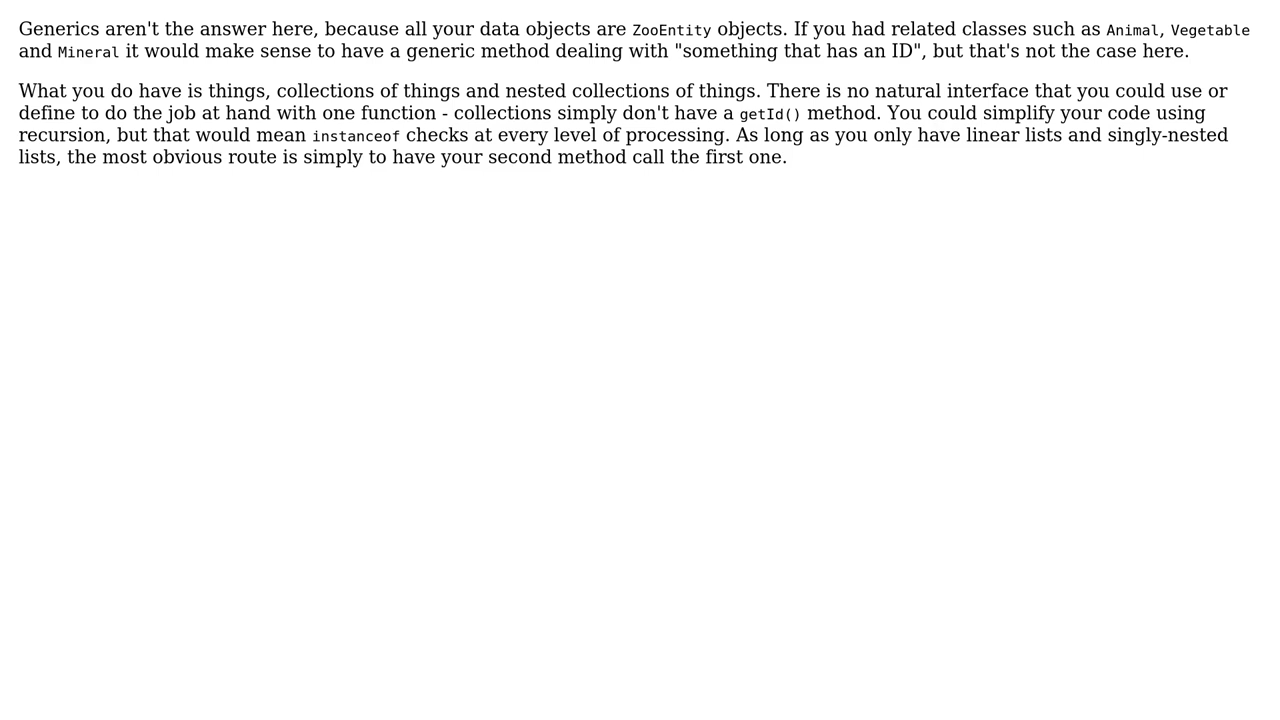 Generics aren't the answer here, because all your data objects are ZooEntity objects. If you had related classes such as Animal, Vegetable
and Mineral it would make sense to have a generic method dealing with "something that has an ID", but that's not the case here.
What you do have is things, collections of things and nested collections of things. There is no natural interface that you could use or
define to do the job at hand with one function - collections simply don't have a getId() method. You could simplify your code using
recursion, but that would mean instanceof checks at every level of processing. As long as you only have linear lists and singly-nested
lists, the most obvious route is simply to have your second method call the first one.